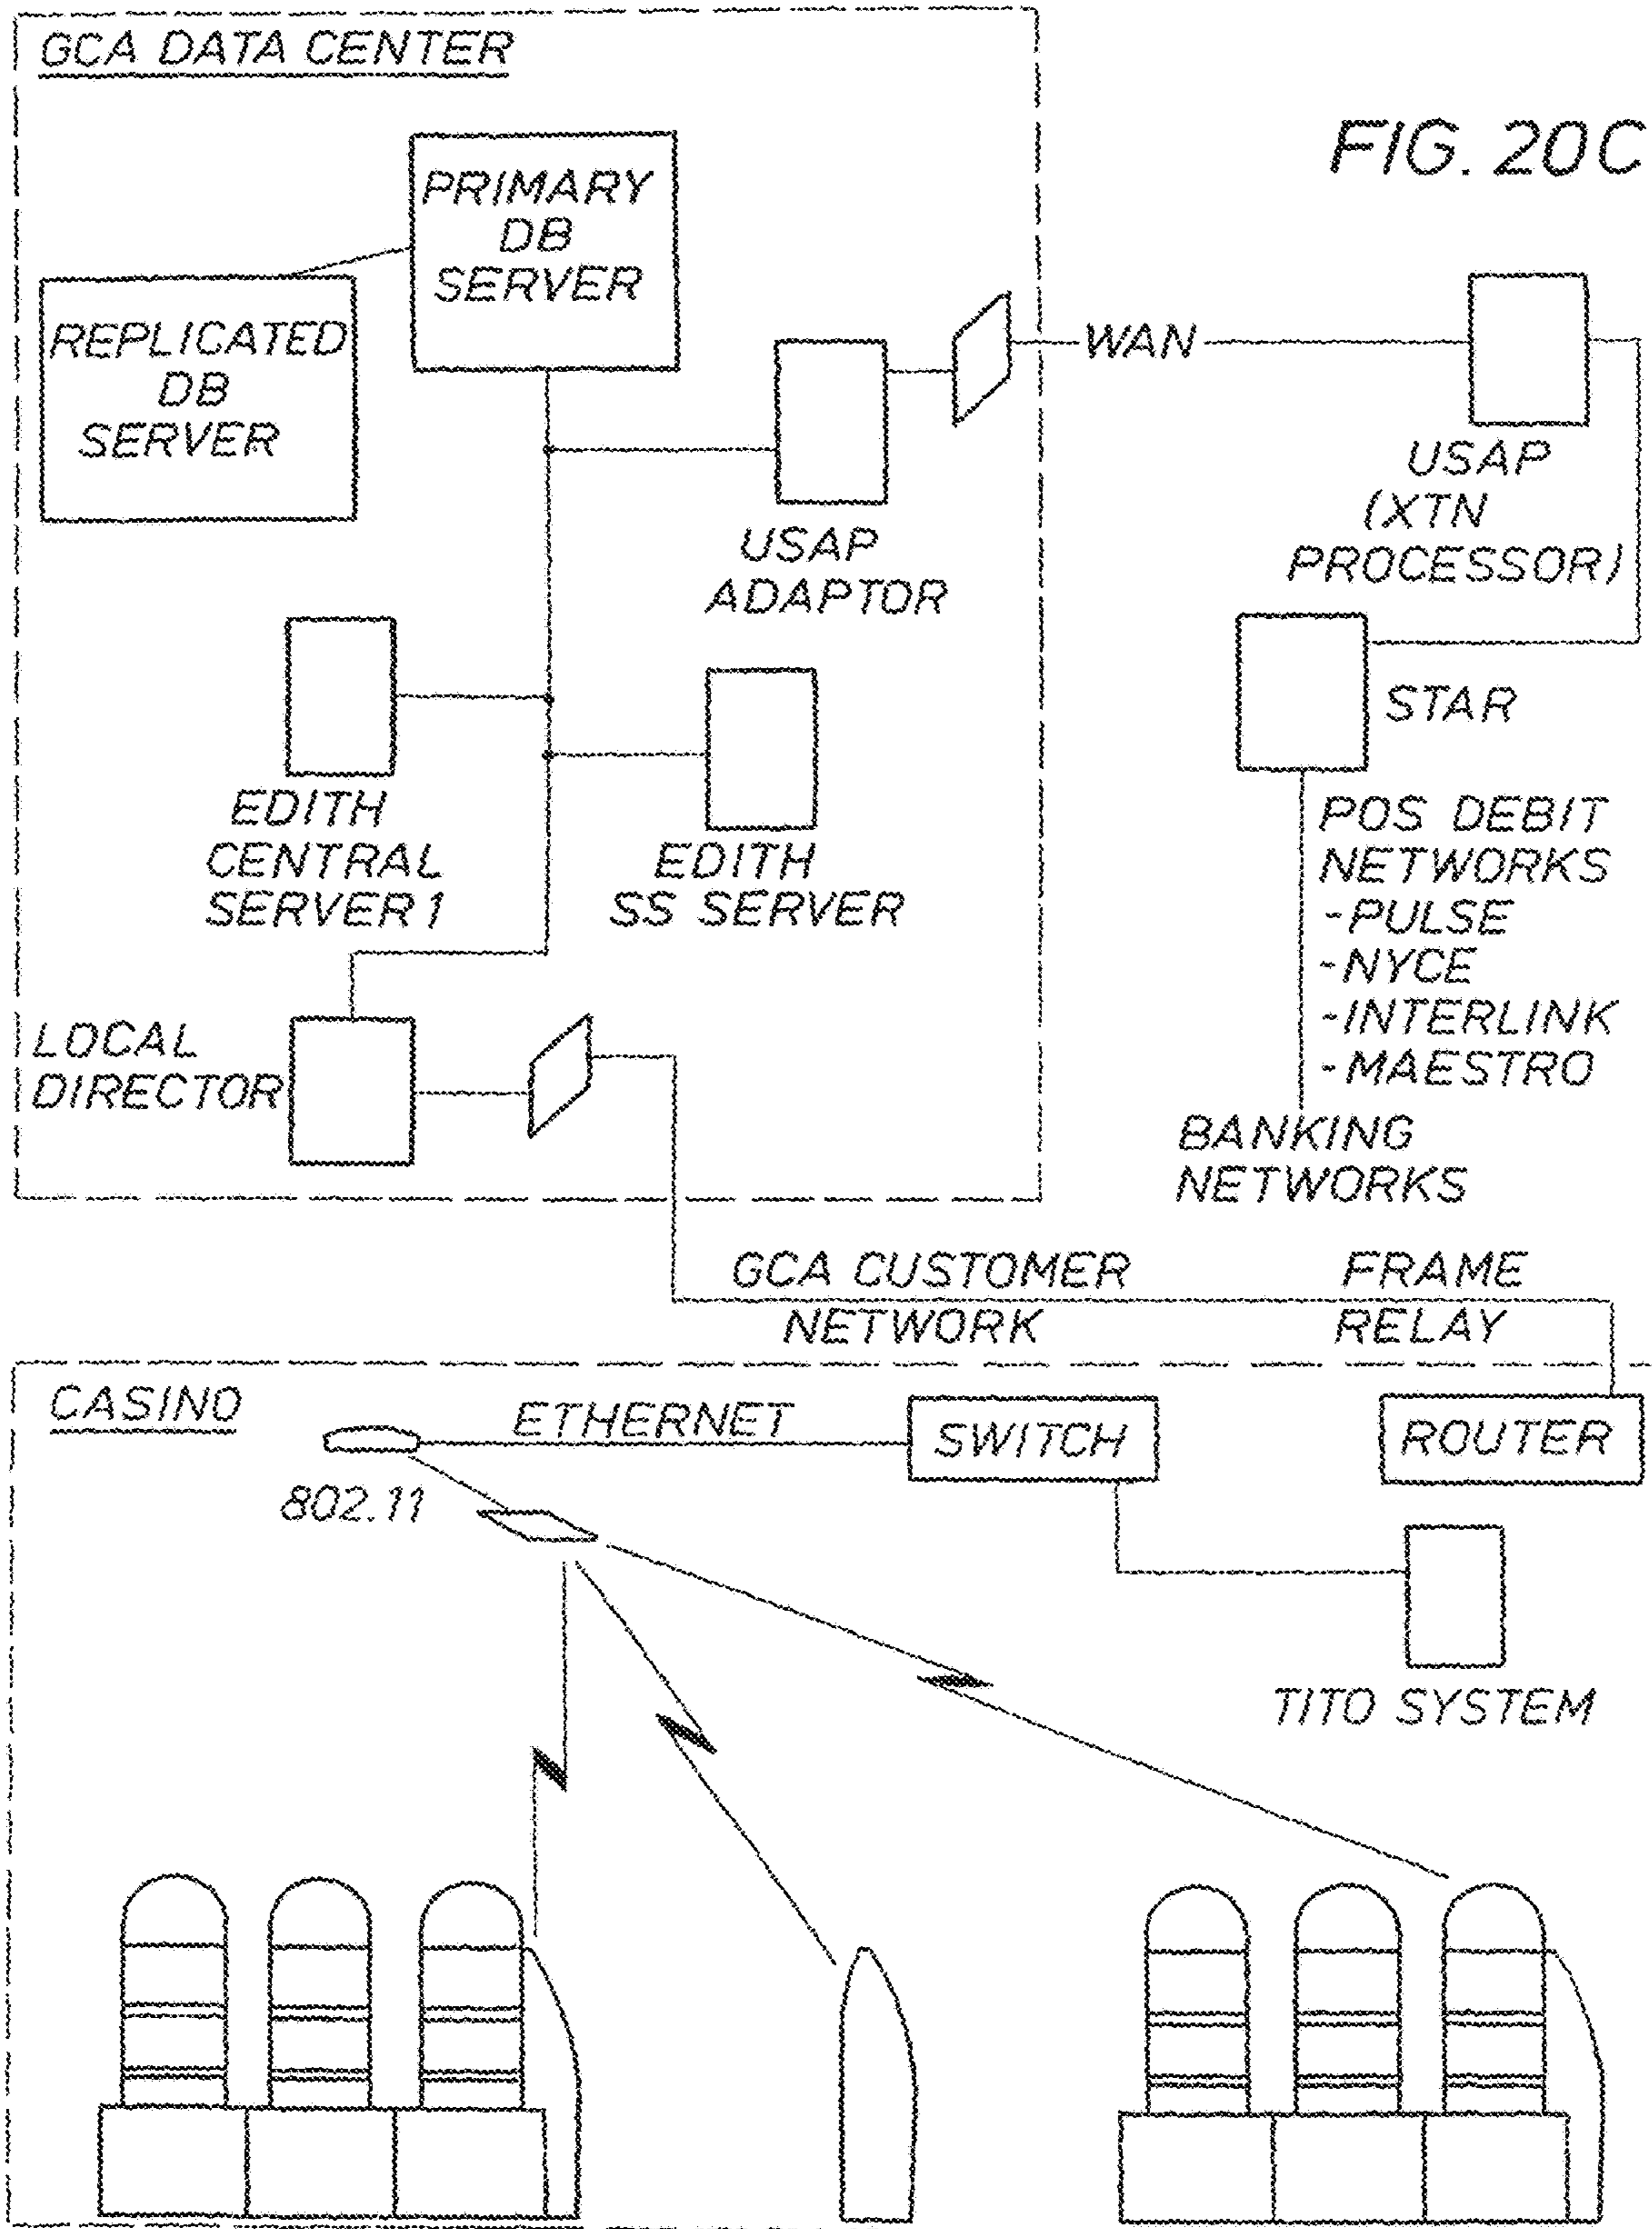 GCA DATA CENTER
FIG. 20C
PRIMARY
DB
SERVER
REPLICATED
DB
SERVER
WAN
USAP
ADAPTOR
USAP
(XTN
PROCESSOR)
STAR
EDITH
CENTRAL
SERVER 1
EDITH
SS SERVER
POS DEBIT
NETWORKS
-PULSE
-NYCE
-INTERLINK
-MAESTRO
LOCAL
DIRECTOR
BANKING
NETWORKS
GCA CUSTOMER
NETWORK
FRAME
RELAY
CASINO
ETHERNET
SWITCH
ROUTER
802.11
TITO SYSTEM